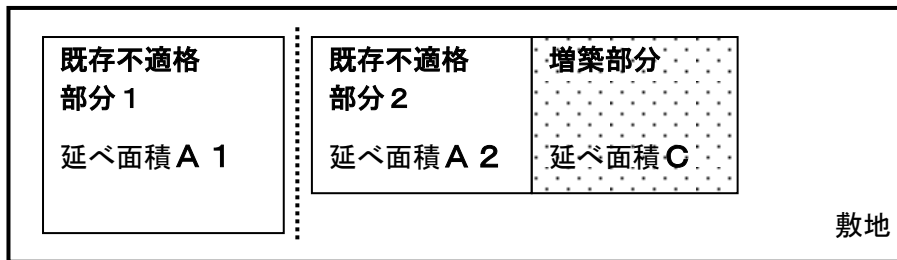 既存不適格
部分１
延べ面積Ａ１
既存不適格
部分２
延べ面積Ａ２
増築部分
延べ面積Ｃ
敷地